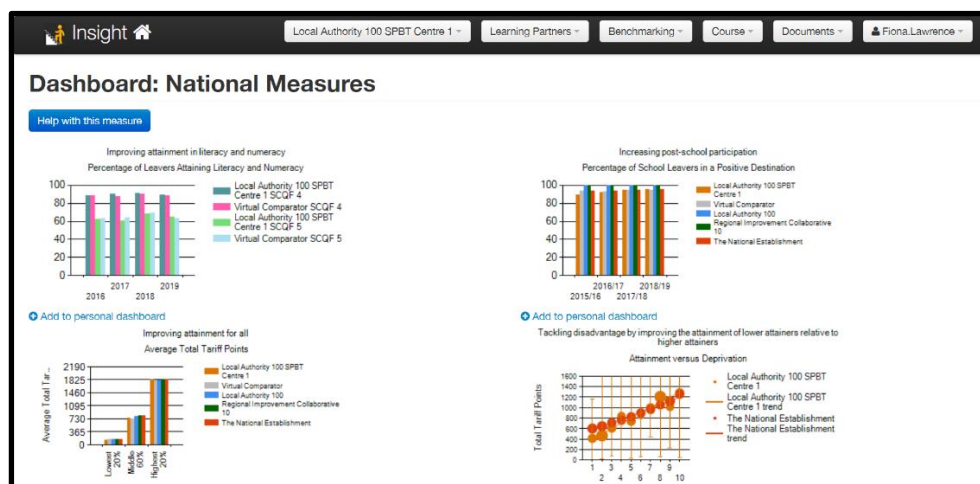 Insight
Local Authority 100 SPBT Centre 1
Learning Partners
Benchmarking
Course
Documents
Fiona.Lawrence
Dashboard: National Measures
Help with this measure
Improving attainment in literacy and numeracy
Percentage of Leavers Attaining Literacy and Numeracy
100
80
60
40
20
0
2017 2019
2016 2018
Local Authority 100 SPBT
Centre 1 SCQF 4
Virtual Comparator SCQF 4
Local Authority 100 SPBT
Centre 1 SCQF 5
Virtual Comparator SCQF 5
Add to personal dashboard
Increasing post-school participation
Percentage of School Leavers in a Positive Destination
100
80
60
40
20
0
2016/17 2018/19
2015/16 2017/18
Local Authority 100 SPBT
Centre 1
Virtual Comparator
Local Authority 100
Regional Improvement Collaborative
10
The National Establishment
Add to personal dashboard
Improving attainment for all
Average Total Tariff Points
Average Total Tar...
2190
1825
1460
1095
730
365
0
Lowest
20%
Middle
60%
Highest
20%
Local Authority 100 SPBT
Centre 1
Virtual Comparator
Local Authority 100
Regional Improvement Collaborative
10
The National Establishment
Tackling disadvantage by improving the attainment of lower attainers relative to
higher attainers
Attainment versus Deprivation
Total Tariff Points
1600
1400
1200
1000
800
600
400
200
0
1 3 5 7 9
2 4 6 8 10
Local Authority 100 SPBT
Centre 1
Local Authority 100 SPBT
Centre 1 trend
The National Establishment
The National Establishment
trend